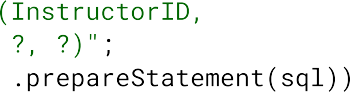 (InstructorID,
?, ?)";
.prepareStatement(sql))